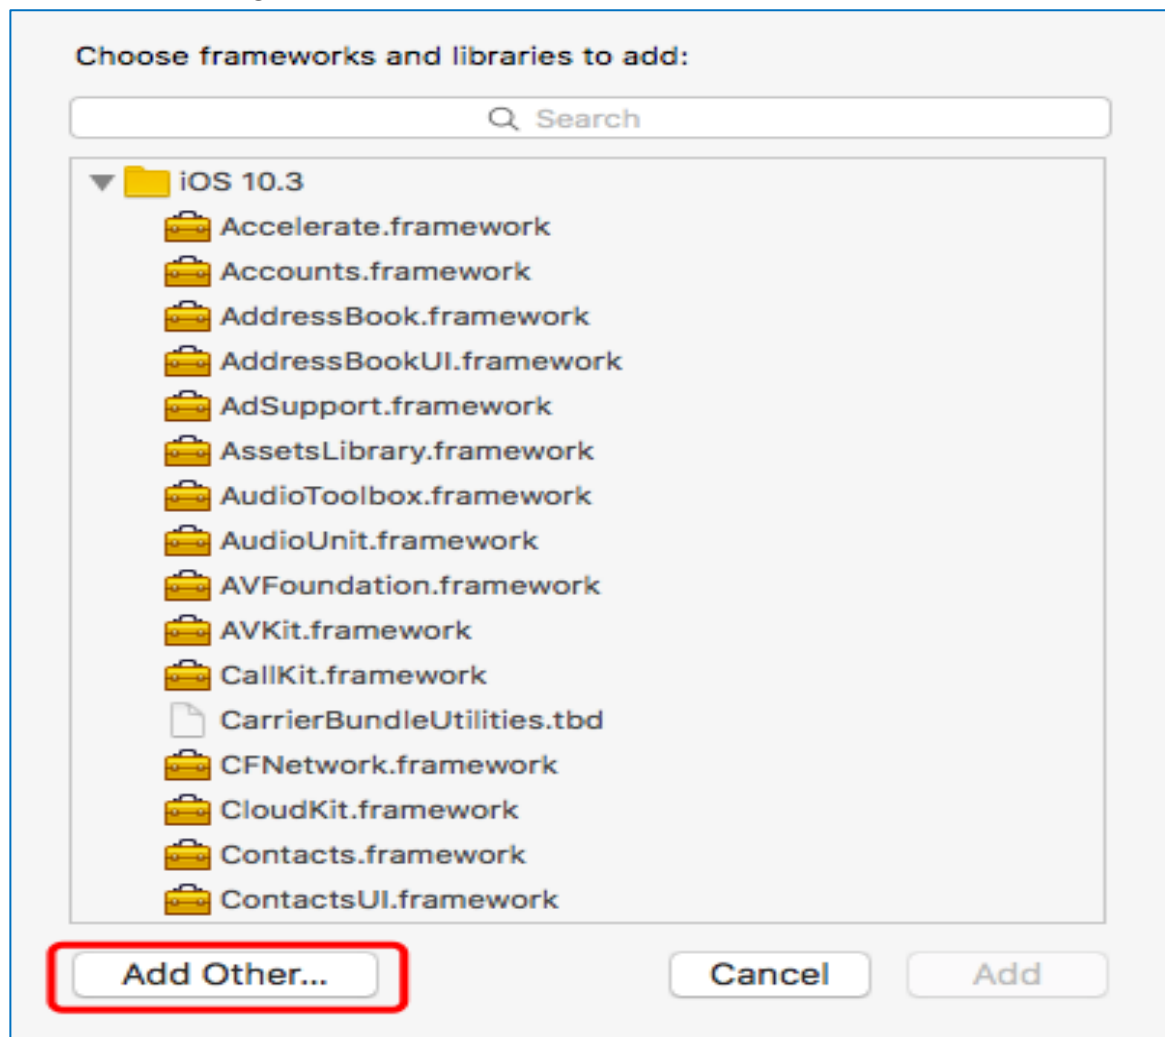 Choose frameworks and libraries to add:
Search
iOS 10.3
Accelerate.framework
Accounts.framework
AddressBook.framework
AddressBookUI.framework
AdSupport.framework
AssetsLibrary.framework
AudioToolbox.framework
AudioUnit.framework
AVFoundation.framework
AVKit.framework
CallKit.framework
CarrierBundleUtilities.tbd
CFNetwork.framework
CloudKit.framework
Contacts.framework
ContactsUI.framework
Add Other... Cancel Add